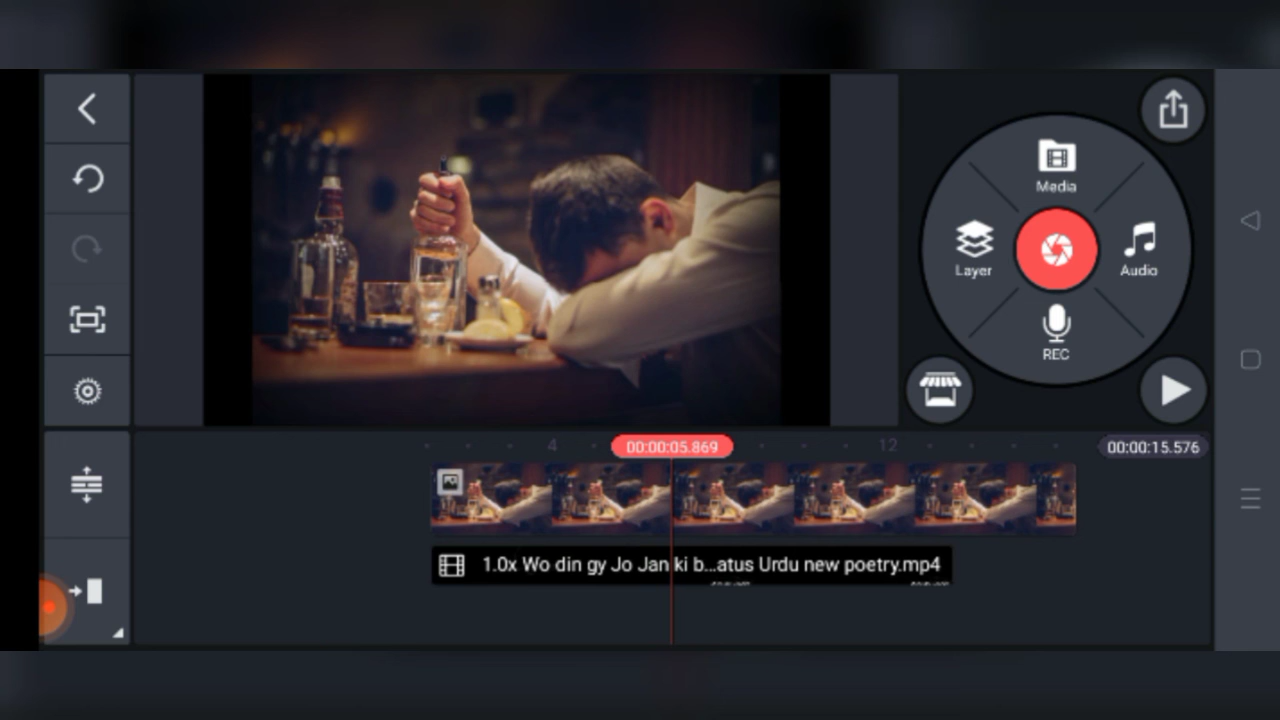 Media
Layer
Audio
REC
4
00:00:05.869
12
00:00:15.576
1.0x Wo din gy Jo Jan ki b...atus Urdu new poetry.mp4